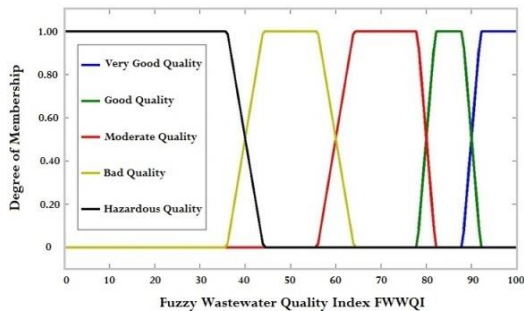 1.00
0.80
0.60
0.40
0.20
0
Degree of Membership
Very Good Quality
Good Quality
Moderate Quality
Bad Quality
Hazardous Quality
0 10 20 30 40 50 60 70 80 90 100
Fuzzy Wastewater Quality Index FWWQI